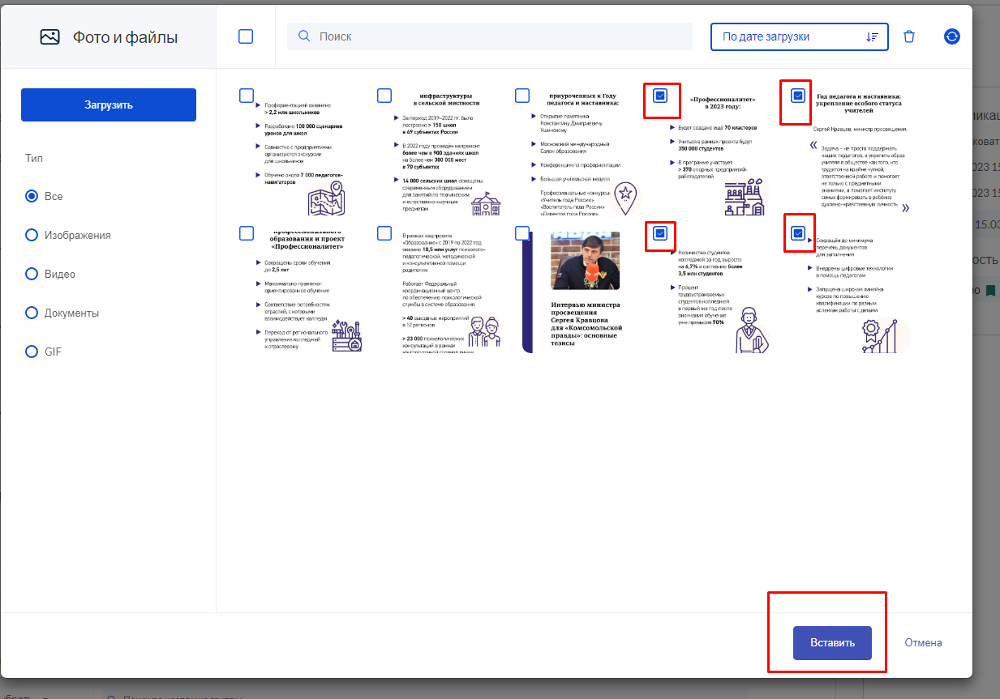 Фото и файлы
Поиск
По дате загрузки
Загрузить
Тип
Все
Изображения
Видео
Документы
GIF
Профориентацией охвачено
> 2,2 млн школьников
Разработано 100 000 сценариев
уроков для школ
Совместно с предприятиями
организуются экскурсии
для школьников
Обучено около 7 000 педагогов-
навигаторов
инфраструктуры
в сельской местности
За период 2019–2022 гг. было
построено > 150 школ
в 49 субъектах России
В 2022 году проведён капремонт
более чем в 900 зданиях школ
на более чем 300 000 мест
в 70 субъектах
14 000 сельских школ оснащены
современным оборудованием
для занятий по техническим
и естественно-научным
предметам
приуроченных к Году
педагога и наставника:
Открытие памятника
Константину Дмитриевичу
Ушинскому
Московский международный
Салон образования
Конференция по профориентации
Большая учительская неделя
Профессиональные конкурсы:
«Учитель года России»
«Воспитатель года России»
«Директор года России»
«Профессионалитет»
в 2023 году:
Будет создано ещё 70 кластеров
Учиться в рамках проекта будут
350 000 студентов
В программе участвует
> 370 опорных предприятий-
работодателей
Год педагога и наставника:
укрепление особого статуса
учителей
Сергей Кравцов, министр просвещения:
« Задача – не просто поддержать
наших педагогов, а укрепить образ
учителя в обществе как того, кто
трудится на крайне чуткой,
ответственной работе и помогает
не только с предметными
знаниями, а помогает институту
семьи формировать в ребёнке
духовно-нравственную личность »
профессионального
образования и проект
«Профессионалитет»
Сокращены сроки обучения
до 2,5 лет
Максимально практико-
ориентированное обучение
Соответствие потребностям
отраслей, с которыми
взаимодействует колледж
Переход от регионального
управления колледжей
к отраслевому
В рамках нацпроекта
«Образование» с 2019 по 2022 год
оказано 10,5 млн услуг психолого-
педагогической, методической
и консультативной помощи
родителям
Работает Федеральный
координационный центр
по обеспечению психологической
службы в системе образования
> 40 выездных мероприятий
в 12 регионах
> 23 000 психологических
консультаций в рамках
Интервью министра
просвещения
Сергея Кравцова
для «Комсомольской
правды»: основные
тезисы
Количество студентов
колледжей за год выросло
на 6,7% и составило более
3,5 млн студентов
Процент
трудоустраиваемых
студентов колледжей
в первый же год после
окончания обучения
уже превысил 70%
Сокращён до минимума
перечень документов
для заполнения
Внедрены цифровые технологии
в помощь педагогам
Запущена широкая линейка
курсов по повышению
квалификации по разным
аспектам работы с детьми
Вставить
Отмена